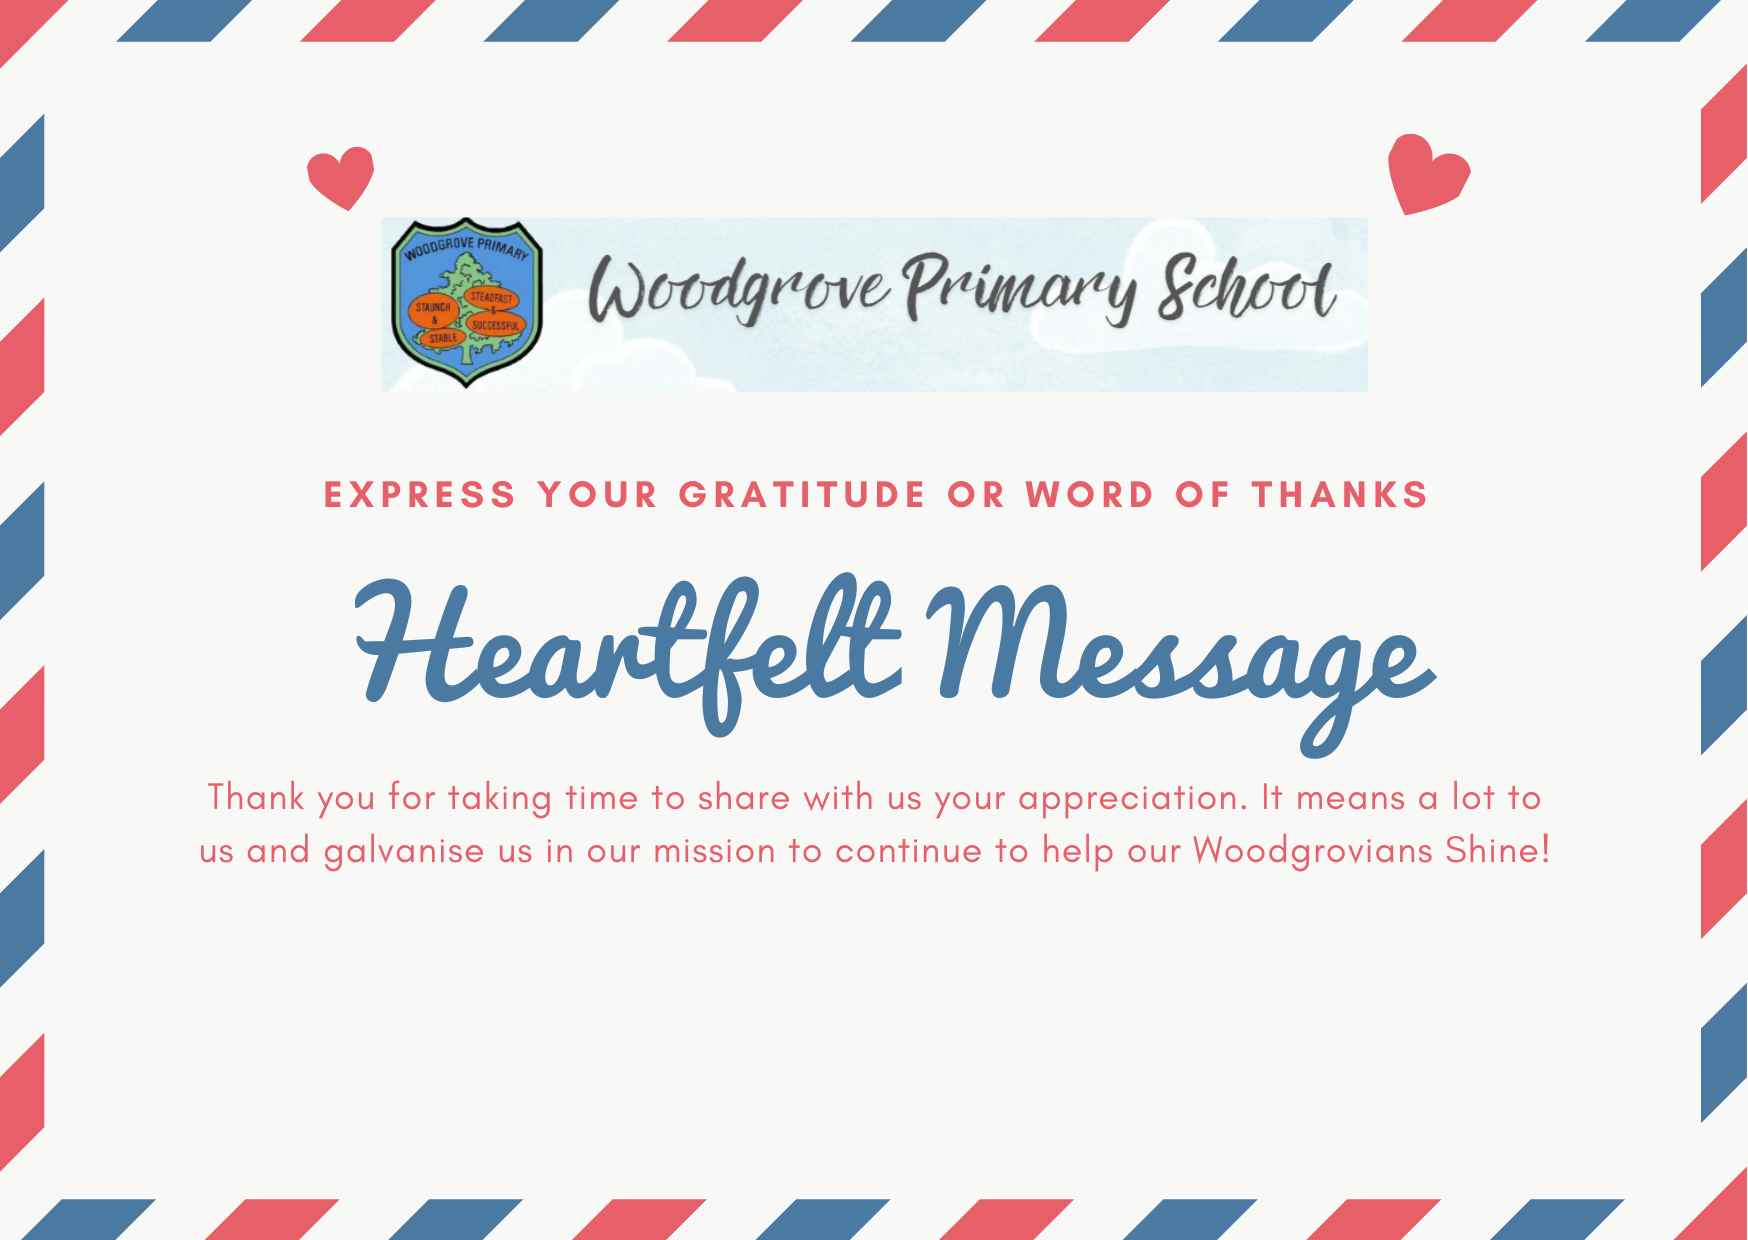 WOODGROVE PRIMARY
STAUNCH
&
STABLE
STEADFAST
&
SUCCESSFUL
Woodgrove Primary School
EXPRESS YOUR GRATITUDE OR WORD OF THANKS
Heartfelt Message
Thank you for taking time to share with us your appreciation. It means a lot to
us and galvanise us in our mission to continue to help our Woodgrovians Shine!